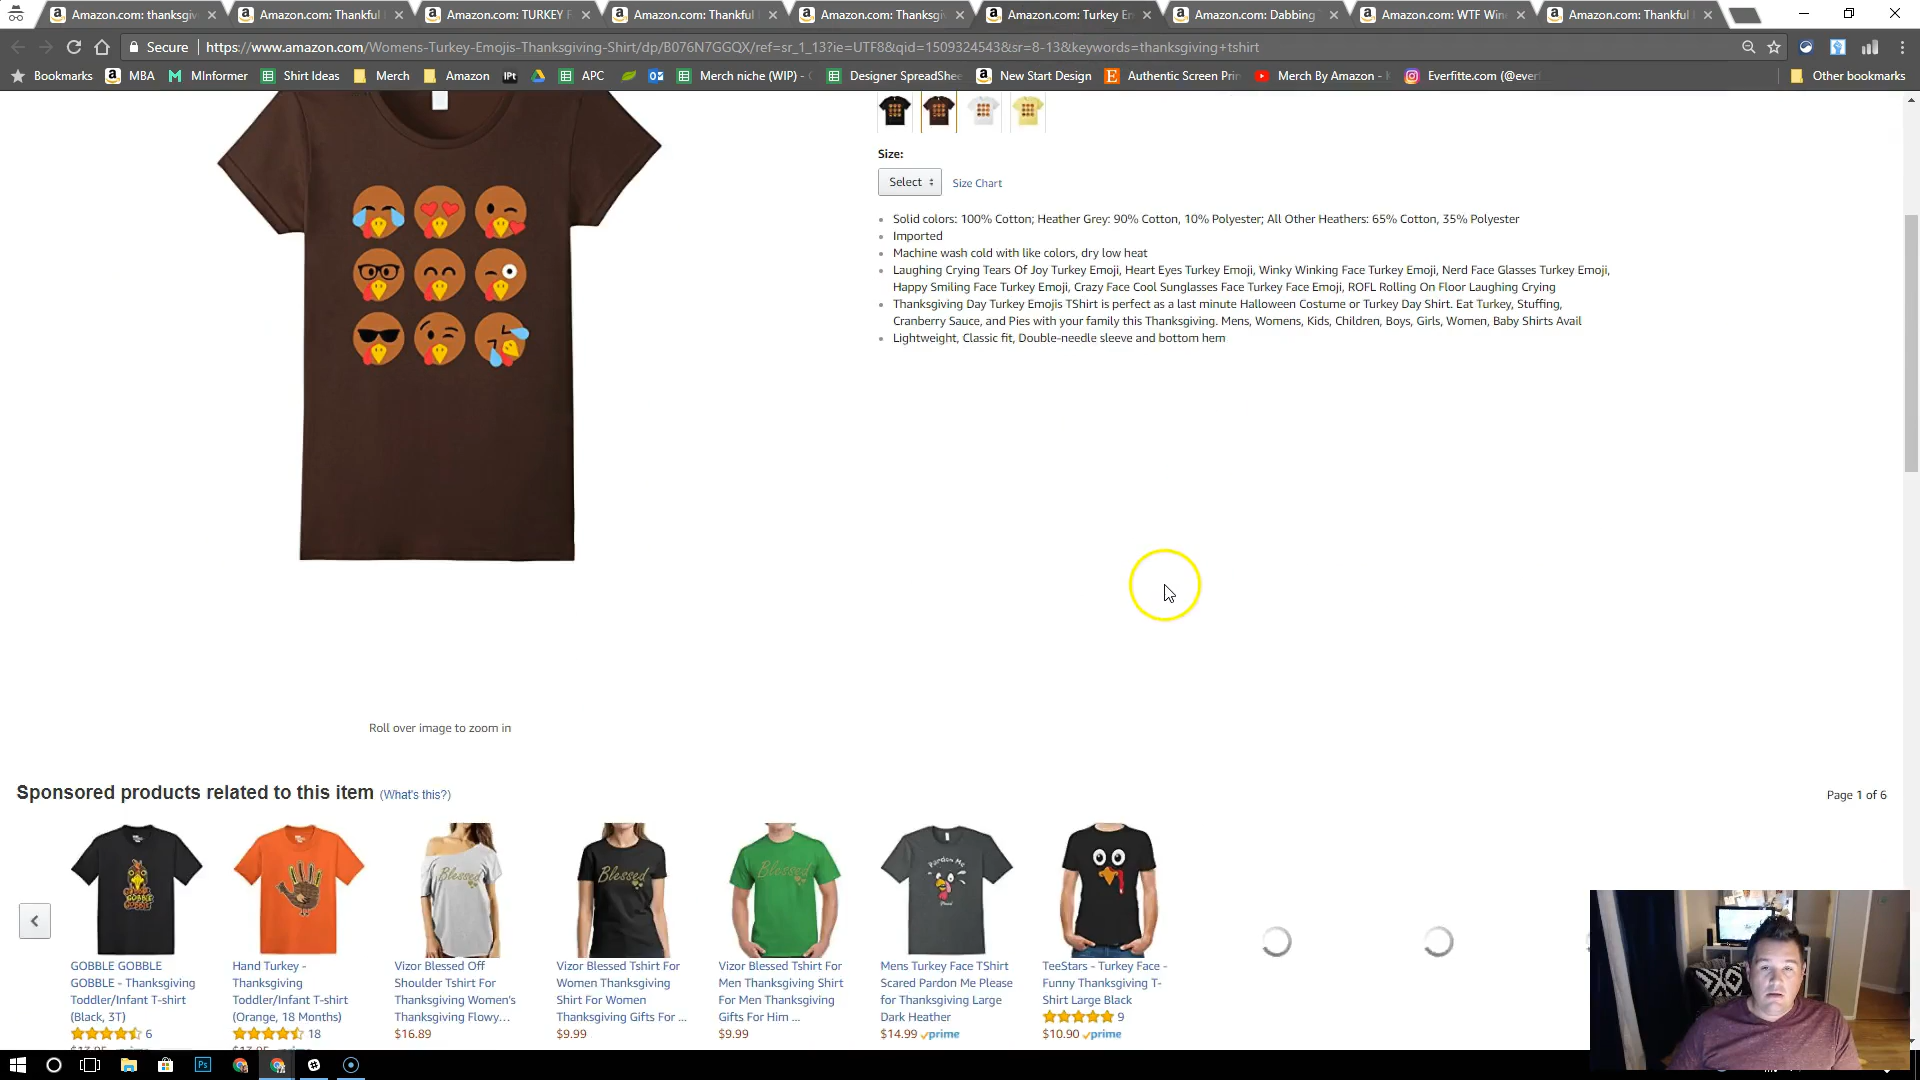 Amazon.com: thanksgiv
Amazon.com: Thankful
Amazon.com: TURKEY F
Amazon.com: Thankful
Amazon.com: Thanksgi
Amazon.com: Turkey Em
Amazon.com: Dabbing T
Amazon.com: WTF Win
Amazon.com: Thankful
Secure
https://www.amazon.com/Womens-Turkey-Emojis-Thanksgiving-Shirt/dp/B076N7GGQX/ref=sr_1_13?ie=UTF8&qid=1509324543&sr=8-13&keywords=thanksgiving+tshirt
Bookmarks MBA MInformer Shirt Ideas Merch Amazon APC Merch niche (WIP) - Designer SpreadShee New Start Design Authentic Screen Prin Merch By Amazon - Everfitte.com (@ever Other bookmarks
Size:
Select Size Chart
Solid colors: 100% Cotton; Heather Grey: 90% Cotton, 10% Polyester; All Other Heathers: 65% Cotton, 35% Polyester
Imported
Machine wash cold with like colors, dry low heat
Laughing Crying Tears Of Joy Turkey Emoji, Heart Eyes Turkey Emoji, Winky Winking Face Turkey Emoji, Nerd Face Glasses Turkey Emoji,
Happy Smiling Face Turkey Emoji, Crazy Face Cool Sunglasses Face Turkey Face Emoji, ROFL Rolling On Floor Laughing Crying
Thanksgiving Day Turkey Emojis TShirt is perfect as a last minute Halloween Costume or Turkey Day Shirt. Eat Turkey, Stuffing,
Cranberry Sauce, and Pies with your family this Thanksgiving. Mens, Womens, Kids, Children, Boys, Girls, Women, Baby Shirts Avail
Lightweight, Classic fit, Double-needle sleeve and bottom hem
Roll over image to zoom in
Sponsored products related to this item (What's this?)
Page 1 of 6
GOBBLE GOBBLE
GOBBLE - Thanksgiving
Toddler/Infant T-shirt
(Black, 3T)
6
Hand Turkey -
Thanksgiving
Toddler/Infant T-shirt
(Orange, 18 Months)
18
Blessed
Vizor Blessed Off
Shoulder Tshirt For
Thanksgiving Women's
Thanksgiving Flowy...
$16.89
Blessed
Vizor Blessed Tshirt For
Women Thanksgiving
Shirt For Women
Thanksgiving Gifts For ...
$9.99
Blessed
Vizor Blessed Tshirt For
Men Thanksgiving Shirt
For Men Thanksgiving
Gifts For Him ...
$9.99
Pardon Me
Please
Mens Turkey Face TShirt
Scared Pardon Me Please
for Thanksgiving Large
Dark Heather
$14.99 prime
TeeStars - Turkey Face -
Funny Thanksgiving T-
Shirt Large Black
9
$10.90 prime
Ps